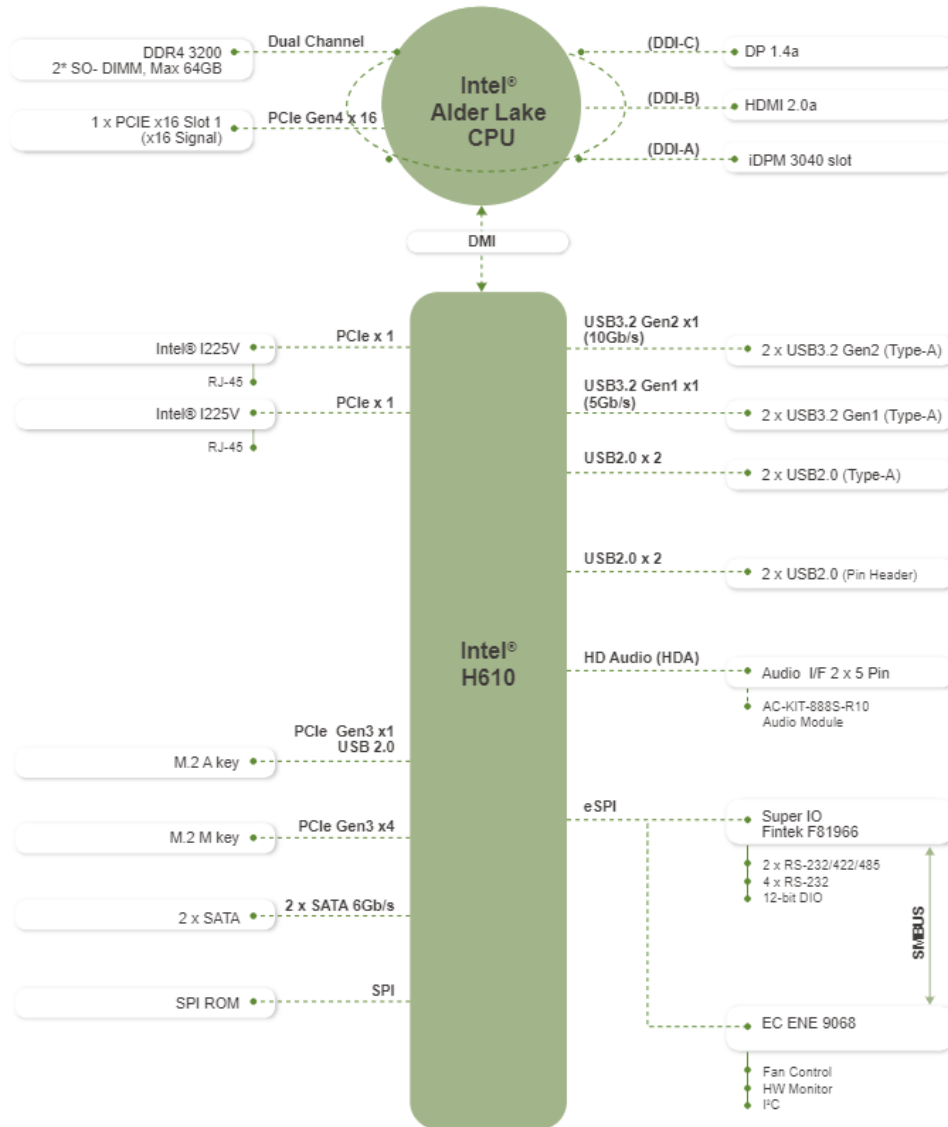 Dual Channel
DDR4 3200
2* SO- DIMM, Max 64GB
PCIe Gen4 x 16
1 x PCIE x16 Slot 1
(x16 Signal)
Intel®
Alder Lake
CPU
(DDI-C)
DP 1.4a
(DDI-B)
HDMI 2.0a
(DDI-A)
iDPM 3040 slot
DMI
PCIe x 1
Intel® I225V
RJ-45
PCIe x 1
Intel® I225V
RJ-45
USB3.2 Gen2 x1
(10Gb/s)
2 x USB3.2 Gen2 (Type-A)
USB3.2 Gen1 x1
(5Gb/s)
2 x USB3.2 Gen1 (Type-A)
USB2.0 x 2
2 x USB2.0 (Type-A)
USB2.0 x 2
2 x USB2.0 (Pin Header)
Intel®
H610
HD Audio (HDA)
Audio I/F 2 x 5 Pin
AC-KIT-888S-R10
Audio Module
PCIe Gen3 x1
USB 2.0
M.2 A key
PCIe Gen3 x4
M.2 M key
2 x SATA 6Gb/s
2 x SATA
SPI
SPI ROM
eSPI
Super IO
Fintek F81966
2 x RS-232/422/485
4 x RS-232
12-bit DIO
SMBUS
EC ENE 9068
Fan Control
HW Monitor
I²C